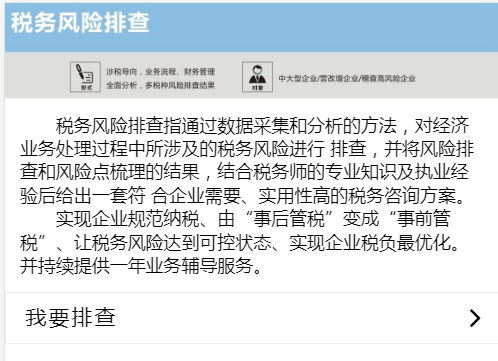 税务风险排查
涉税导向，业务流程、财务管理
全面分析，多税种风险排查结果
形式
中大型企业/营改增企业/稽查高风险企业
对象
税务风险排查指通过数据采集和分析的方法，对经济
业务处理过程中所涉及的税务风险进行 排查，并将风险排
查和风险点梳理的结果，结合税务师的专业知识及执业经
验后给出一套符 合企业需要、实用性高的税务咨询方案。
实现企业规范纳税、由“事后管税”变成“事前管
税”、让税务风险达到可控状态、实现企业税负最优化。
并持续提供一年业务辅导服务。
我要排查